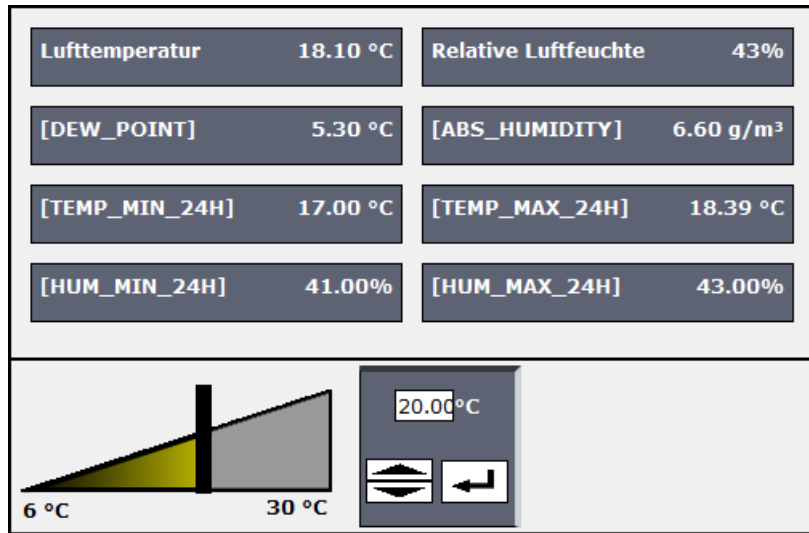 Lufttemperatur 18.10 °C
Relative Luftfeuchte 43%
[DEW_POINT] 5.30 °C
[ABS_HUMIDITY] 6.60 g/m³
[TEMP_MIN_24H] 17.00 °C
[TEMP_MAX_24H] 18.39 °C
[HUM_MIN_24H] 41.00%
[HUM_MAX_24H] 43.00%
20.00°C
6 °C
30 °C